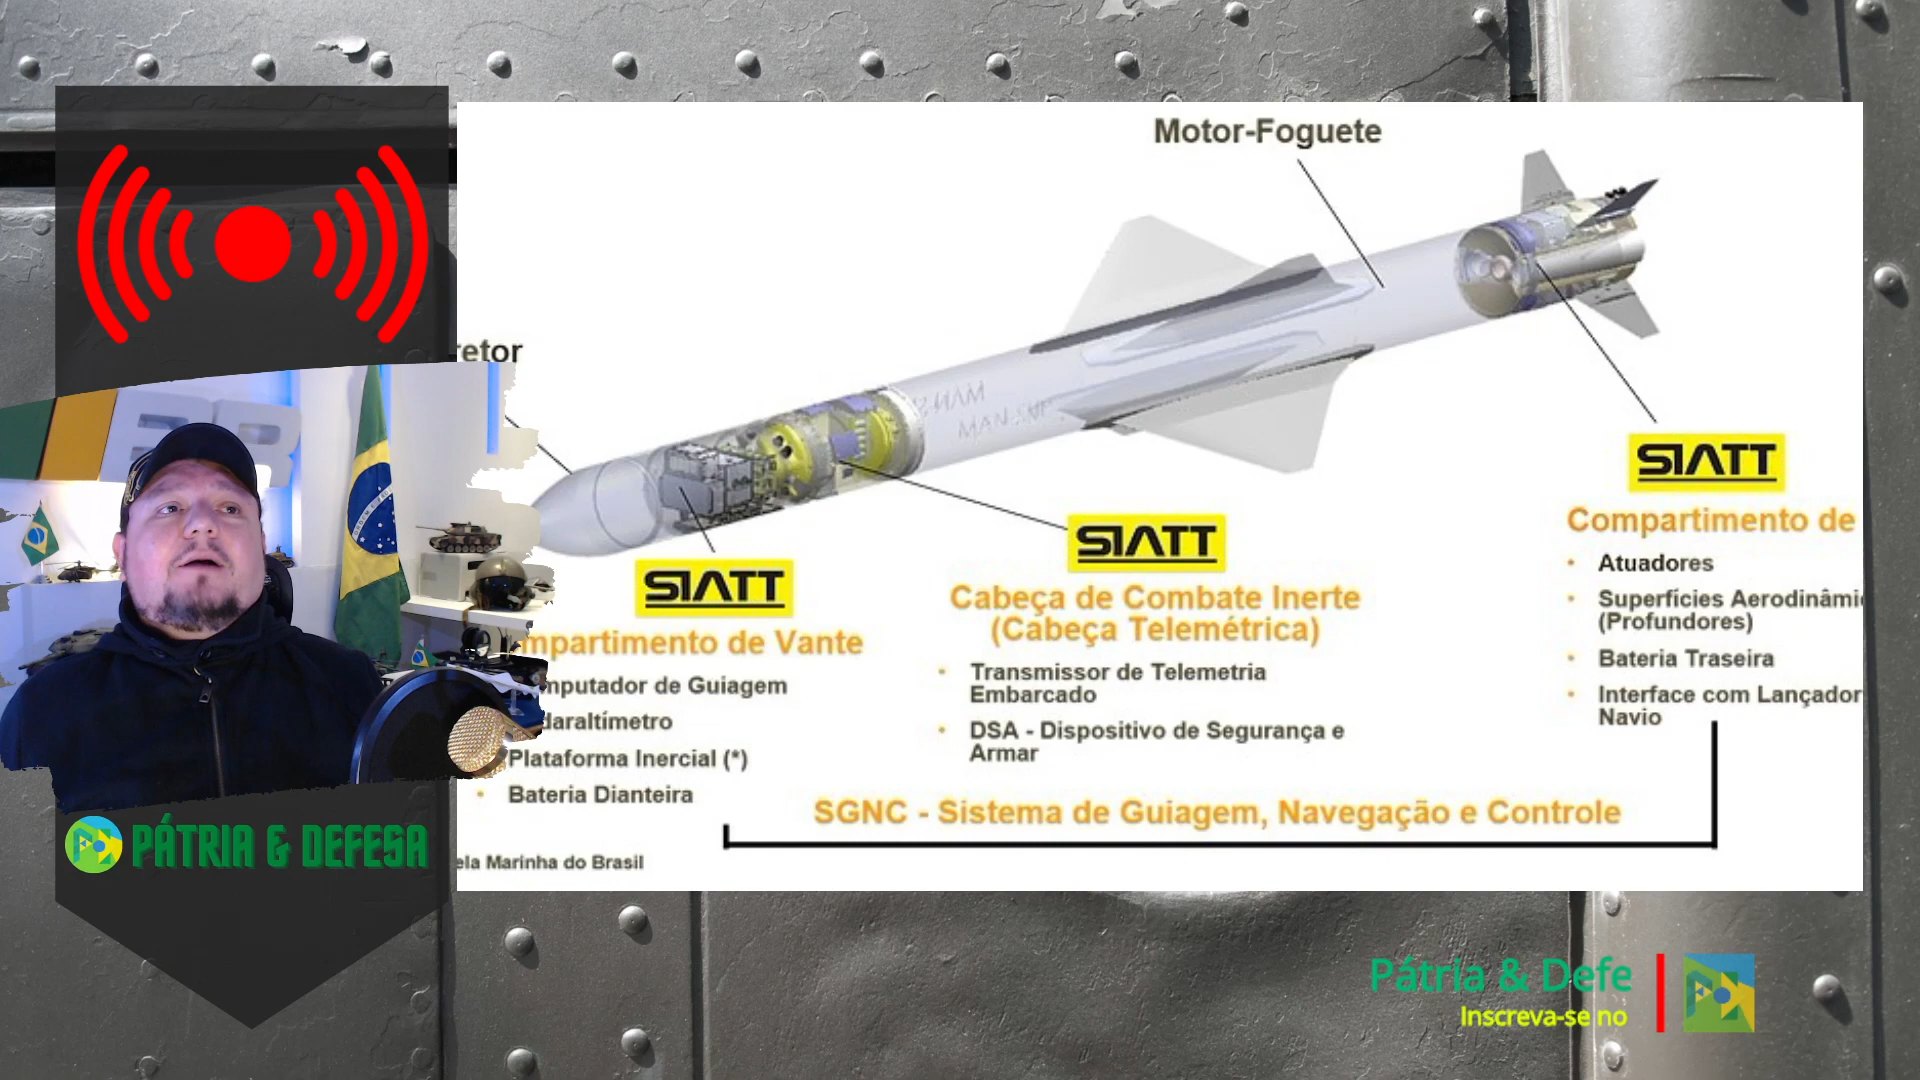 Motor-Foguete
retor
MAN-SUP
SIATT
Compartimento de
• Atuadores
• Superfícies Aerodinâmi
(Profundores)
• Bateria Traseira
• Interface com Lançador
Navio
SIATT
Cabeça de Combate Inerte
(Cabeça Telemétrica)
• Transmissor de Telemetria
Embarcado
• DSA - Dispositivo de Segurança e
Armar
SIATT
mpartimento de Vante
mputador de Guiagem
daraltímetro
Plataforma Inercial (*)
• Bateria Dianteira
SGNC - Sistema de Guiagem, Navegação e Controle
ela Marinha do Brasil
PÁTRIA & DEFESA
Pátria & Defe
Inscreva-se no